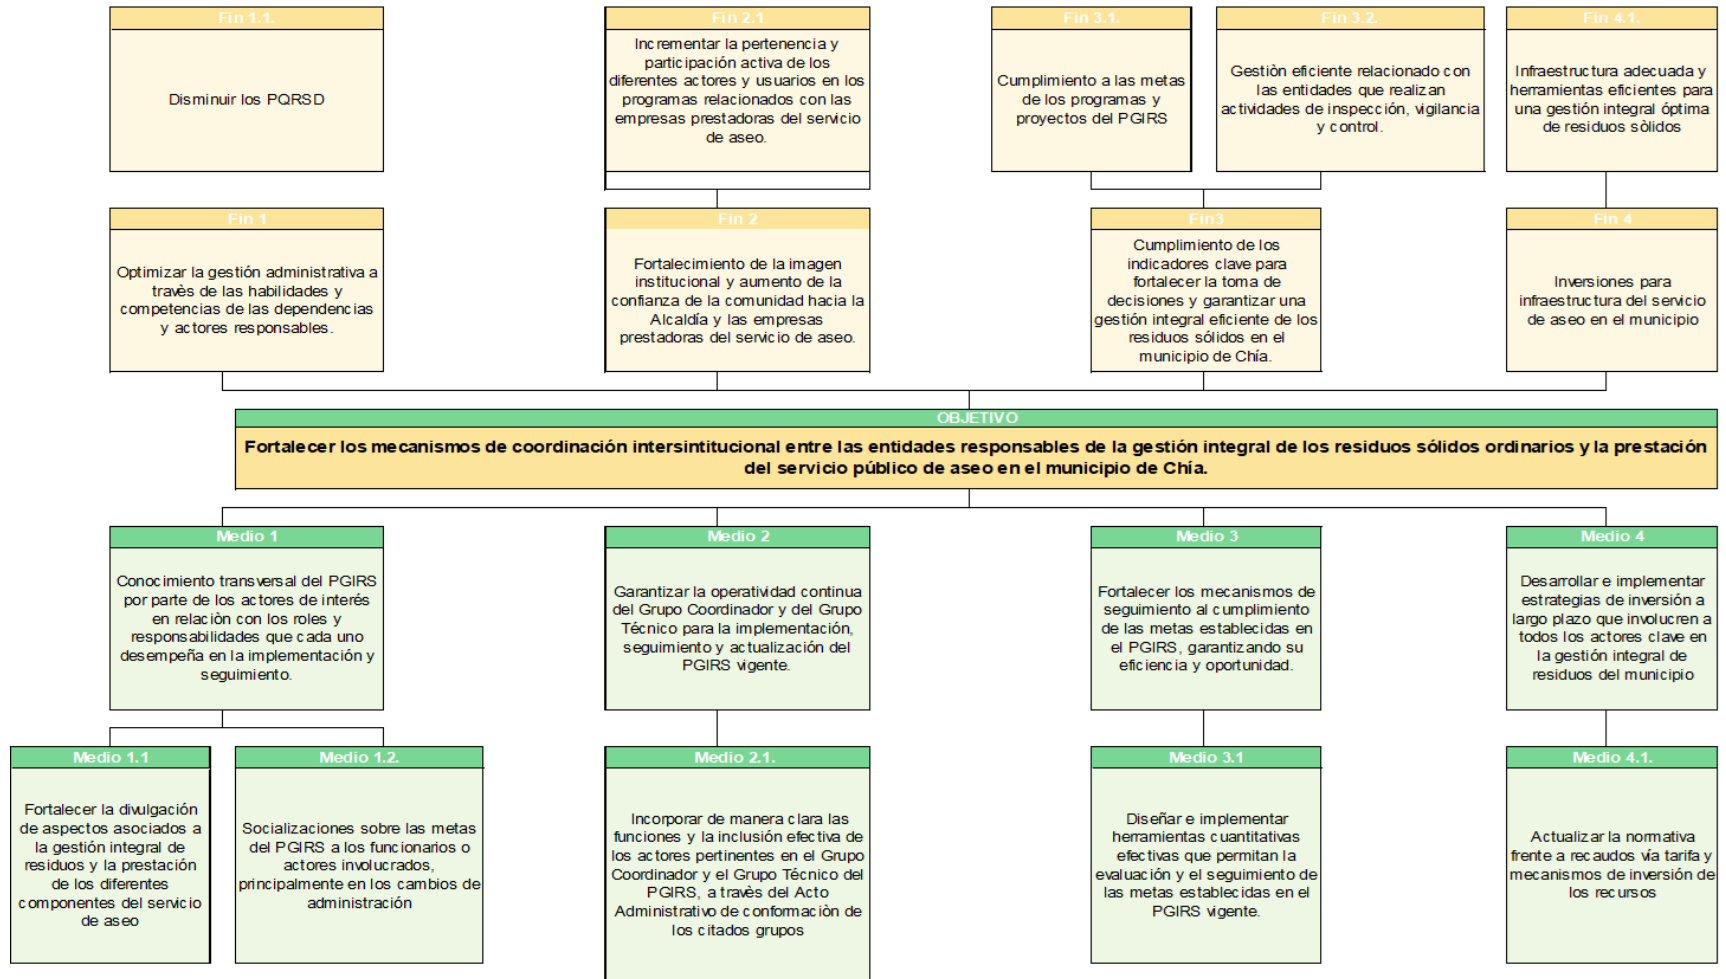 Fin 1.1.
Disminuir los PQRSD
Fin 2.1
Incrementar la pertenencia y
participación activa de los
diferentes actores y usuarios en los
programas relacionados con las
empresas prestadoras del servicio
de aseo.
Fin 3.1.
Cumplimiento a las metas
de los programas y
proyectos del PGIRS
Fin 3.2.
Gestiòn eficiente relacionado con
las entidades que realizan
actividades de inspección, vigilancia
y control.
Fin 4.1.
Infraestructura adecuada y
herramientas eficientes para
una gestión integral óptima
de residuos sòlidos
Fin 1
Optimizar la gestión administrativa a
travès de las habilidades y
competencias de las dependencias
y actores responsables.
Fin 2
Fortalecimiento de la imagen
institucional y aumento de la
confianza de la comunidad hacia la
Alcaldía y las empresas
prestadoras del servicio de aseo.
Fin3
Cumplimiento de los
indicadores clave para
fortalecer la toma de
decisiones y garantizar una
gestión integral eficiente de los
residuos sólidos en el
municipio de Chía.
Fin 4
Inversiones para
infraestructura del servicio
de aseo en el municipio
OBJETIVO
Fortalecer los mecanismos de coordinación intersintitucional entre las entidades responsables de la gestión integral de los residuos sólidos ordinarios y la prestación
del servicio público de aseo en el municipio de Chía.
Medio 1
Conocimiento transversal del PGIRS
por parte de los actores de interés
en relaciòn con los roles y
responsabilidades que cada uno
desempeña en la implementación y
seguimiento.
Medio 2
Garantizar la operatividad continua
del Grupo Coordinador y del Grupo
Técnico para la implementación,
seguimiento y actualización del
PGIRS vigente.
Medio 3
Fortalecer los mecanismos de
seguimiento al cumplimiento
de las metas establecidas en
el PGIRS, garantizando su
eficiencia y oportunidad.
Medio 4
Desarrollar e implementar
estrategias de inversión a
largo plazo que involucren a
todos los actores clave en
la gestión integral de
residuos del municipio
Medio 1.1
Fortalecer la divulgación
de aspectos asociados a
la gestión integral de
residuos y la prestación
de los diferentes
componentes del servicio
de aseo
Medio 1.2.
Socializaciones sobre las metas
del PGIRS a los funcionarios o
actores involucrados,
principalmente en los cambios de
administración
Medio 2.1.
Incorporar de manera clara las
funciones y la inclusión efectiva de
los actores pertinentes en el Grupo
Coordinador y el Grupo Técnico del
PGIRS, a travès del Acto
Administrativo de conformaciòn de
los citados grupos
Medio 3.1
Diseñar e implementar
herramientas cuantitativas
efectivas que permitan la
evaluación y el seguimiento de
las metas establecidas en el
PGIRS vigente.
Medio 4.1.
Actualizar la normativa
frente a recaudos vía tarifa y
mecanismos de inversión de
los recursos